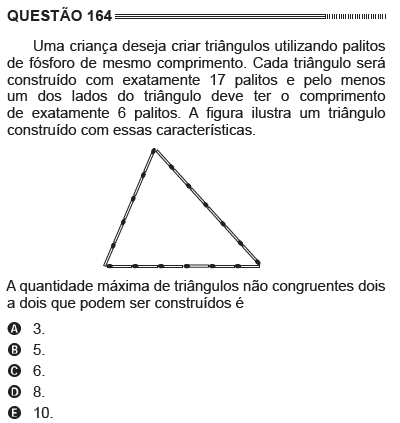 QUESTÃO 164
Uma criança deseja criar triângulos utilizando palitos
de fósforo de mesmo comprimento. Cada triângulo será
construído com exatamente 17 palitos e pelo menos
um dos lados do triângulo deve ter o comprimento
de exatamente 6 palitos. A figura ilustra um triângulo
construído com essas características.
A quantidade máxima de triângulos não congruentes dois
a dois que podem ser construídos é
A 3.
B 5.
C 6.
D 8.
E 10.